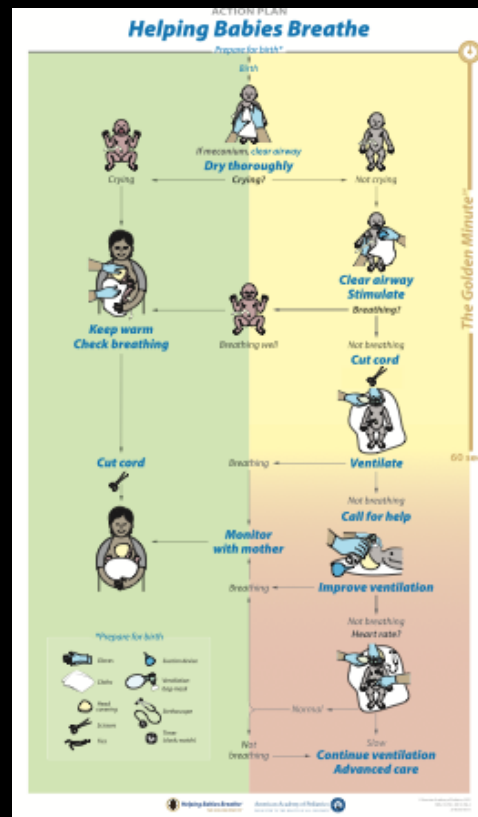 ACTION PLAN
Helping Babies Breathe
Prepare for birth*
Birth
If meconium, clear airway
Dry thoroughly
Crying
Crying?
Not crying
Clear airway
Stimulate
Breathing?
Keep warm
Check breathing
Breathing well
Not breathing
Cut cord
The Golden Minute
60 sec
Cut cord
Breathing
Ventilate
Not breathing
Call for help
Monitor
with mother
Breathing
Improve ventilation
Not breathing
Heart rate?
*Prepare for birth
Gloves
Suction device
Cloths
Ventilation
bag-mask
Head
covering
Stethoscope
Scissors
Ties
Timer
(clock, watch)
Normal
Not
breathing
Slow
Continue ventilation
Advanced care
Helping Babies Breathe
American Academy of Pediatrics